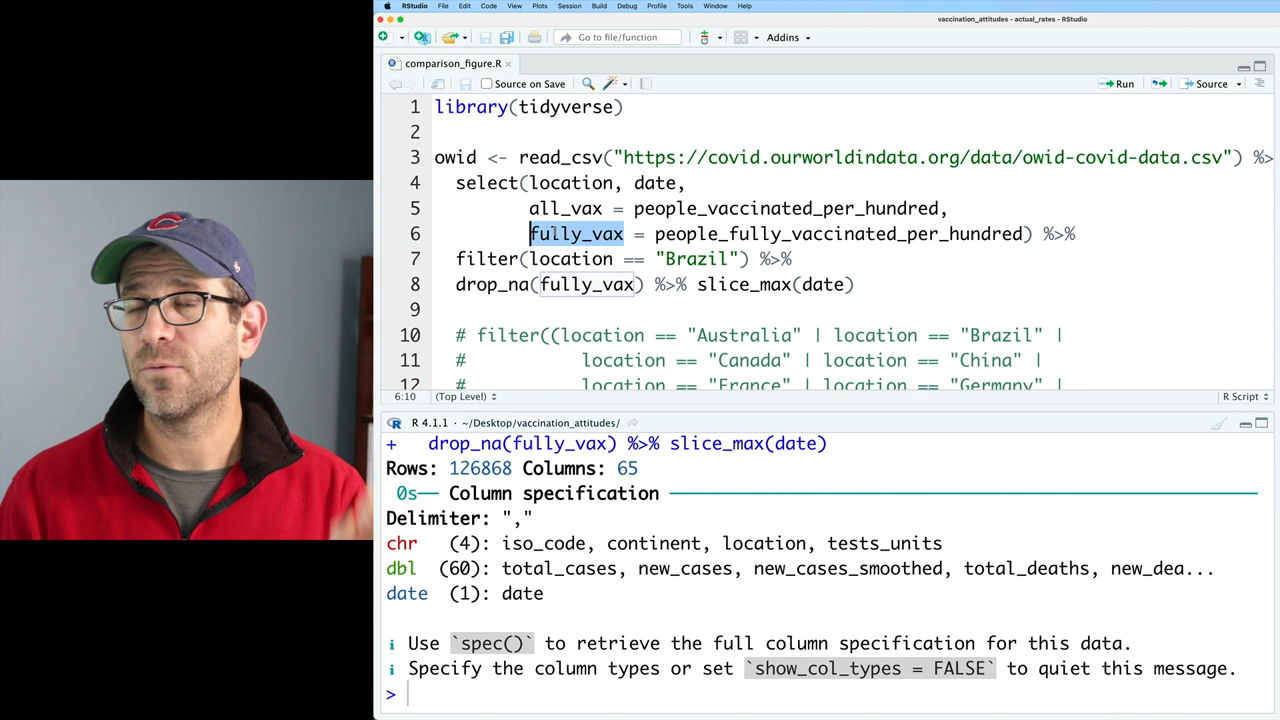 RStudio File Edit Code View Plots Session Build Debug Profile Tools Window Help
vaccination_attitudes - actual_rates - RStudio
Go to file/function Addins
comparison_figure.R
Source on Save Run Source
1 library(tidyverse)
2
3 owid <- read_csv("https://covid.ourworldindata.org/data/owid-covid-data.csv") %>
4 select(location, date,
5 all_vax = people_vaccinated_per_hundred,
6 fully_vax = people_fully_vaccinated_per_hundred) %>%
7 filter(location == "Brazil") %>%
8 drop_na(fully_vax) %>% slice_max(date)
9
10 # filter((location == "Australia" | location == "Brazil" |
11 # location == "Canada" | location == "China" |
12 # location == "France" | location == "Germany" |
6:10 (Top Level) R Script
R 4.1.1 · ~/Desktop/vaccination_attitudes/
+ drop_na(fully_vax) %>% slice_max(date)
Rows: 126868 Columns: 65
0s── Column specification
Delimiter: ","
chr (4): iso_code, continent, location, tests_units
dbl (60): total_cases, new_cases, new_cases_smoothed, total_deaths, new_dea...
date (1): date
i Use `spec()` to retrieve the full column specification for this data.
i Specify the column types or set `show_col_types = FALSE` to quiet this message.
>